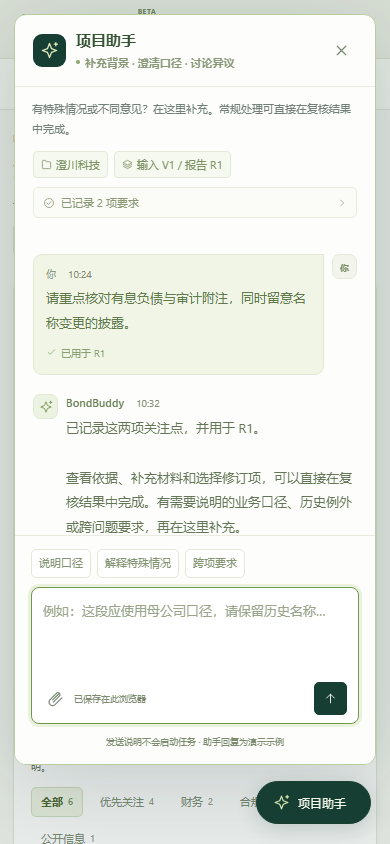 BETA
项目助手
补充背景 · 澄清口径 · 讨论异议
有特殊情况或不同意见？在这里补充。常规处理可直接在复核结果
中完成。
澄川科技
输入 V1 / 报告 R1
已记录 2 项要求
你 10:24
你
请重点核对有息负债与审计附注，同时留意名
称变更的披露。
已用于 R1
BondBuddy 10:32
已记录这两项关注点，并用于 R1。
查看依据、补充材料和选择修订项，可以直接在复
核结果中完成。有需要说明的业务口径、历史例外
或跨问题要求，再在这里补充。
说明口径
解释特殊情况
跨项要求
例如：这段应使用母公司口径，请保留历史名称...
已保存在此浏览器
发送说明不会启动任务 · 助手回复为演示示例
明。
全部 6
优先关注 4
财务 2
项目助手
公开信息 1